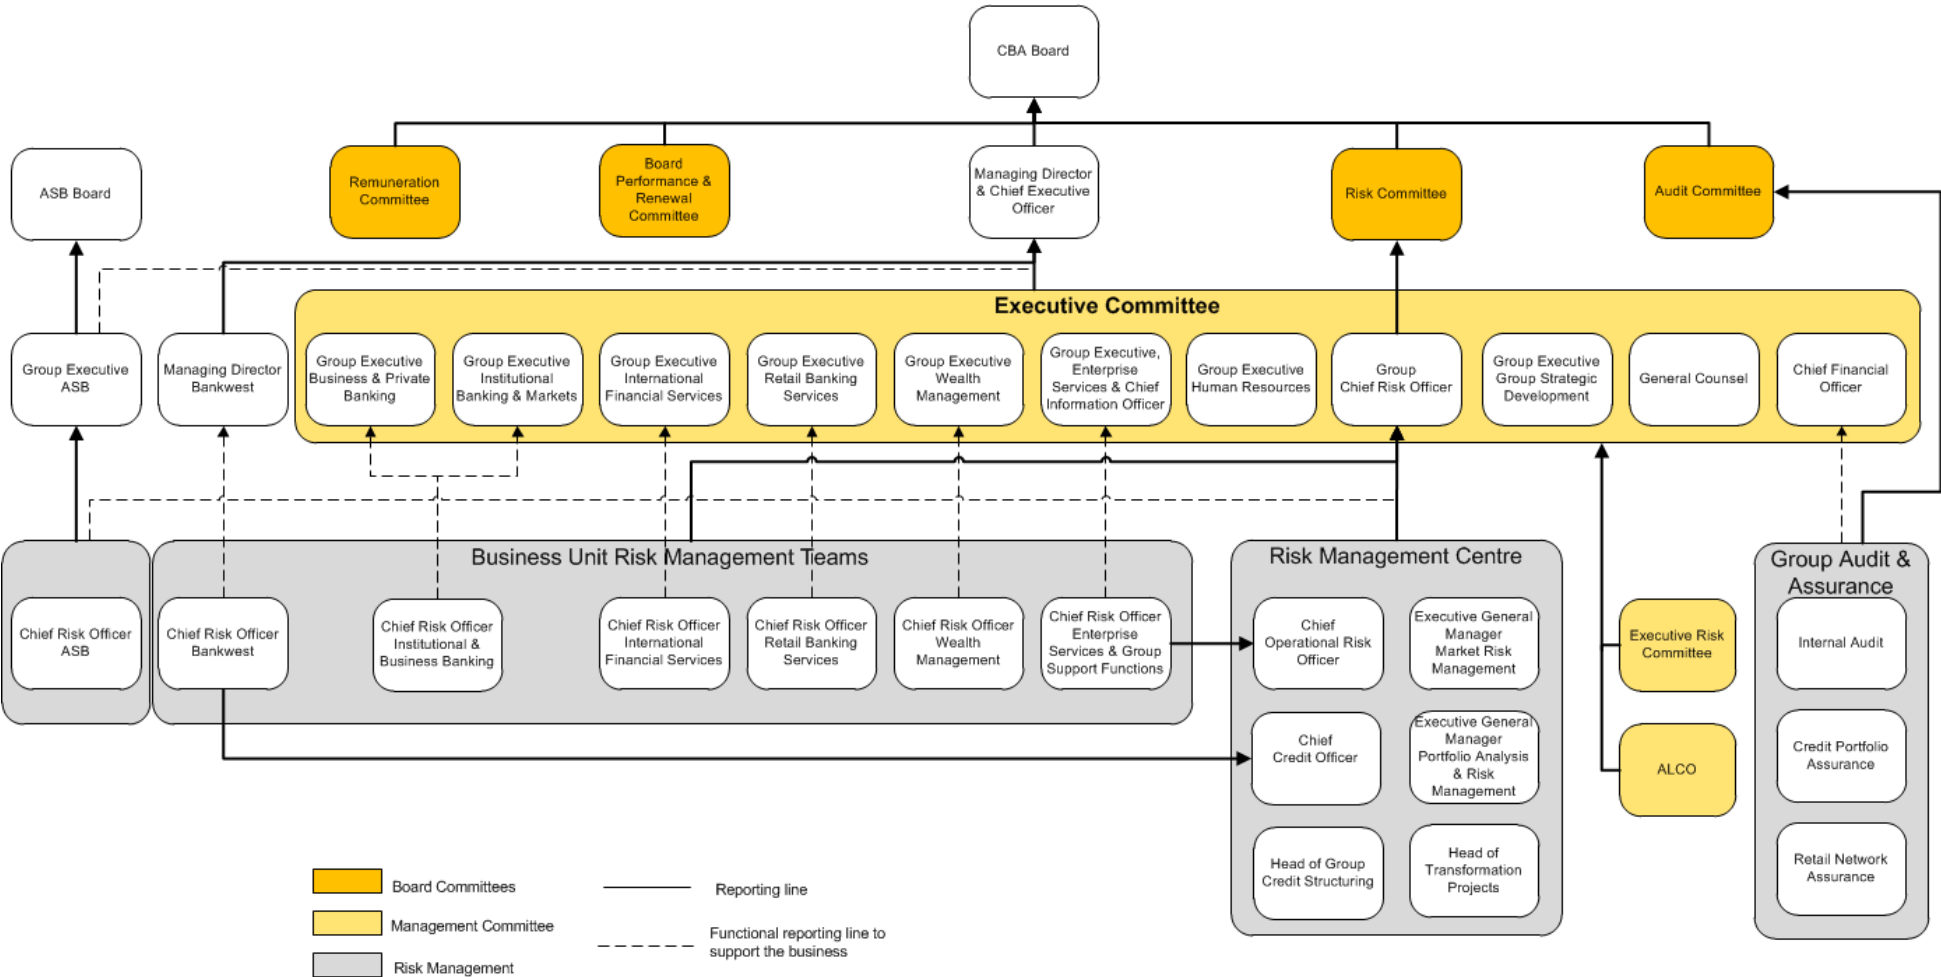 CBA Board
ASB Board
Remuneration
Committee
Board
Performance &
Renewal
Committee
Managing Director
& Chief Executive
Officer
Risk Committee
Audit Committee
Executive Committee
Group Executive
ASB
Managing Director
Bankwest
Group Executive
Business & Private
Banking
Group Executive
Institutional
Banking & Markets
Group Executive
International
Financial Services
Group Executive
Retail Banking
Services
Group Executive
Wealth
Management
Group Executive,
Enterprise
Services & Chief
Information Officer
Group Executive
Human Resources
Group
Chief Risk Officer
Group Executive
Group Strategic
Development
General Counsel
Chief Financial
Officer
Business Unit Risk Management Teams
Risk Management Centre
Group Audit &
Assurance
Chief Risk Officer
ASB
Chief Risk Officer
Bankwest
Chief Risk Officer
Institutional &
Business Banking
Chief Risk Officer
International
Financial Services
Chief Risk Officer
Retail Banking
Services
Chief Risk Officer
Wealth
Management
Chief Risk Officer
Enterprise
Services & Group
Support Functions
Chief
Operational Risk
Officer
Executive General
Manager
Market Risk
Management
Executive Risk
Committee
Internal Audit
Chief
Credit Officer
Executive General
Manager
Portfolio Analysis
& Risk
Management
ALCO
Credit Portfolio
Assurance
Head of Group
Credit Structuring
Head of
Transformation
Projects
Retail Network
Assurance
Board Committees
Reporting line
Management Committee
Functional reporting line to
support the business
Risk Management